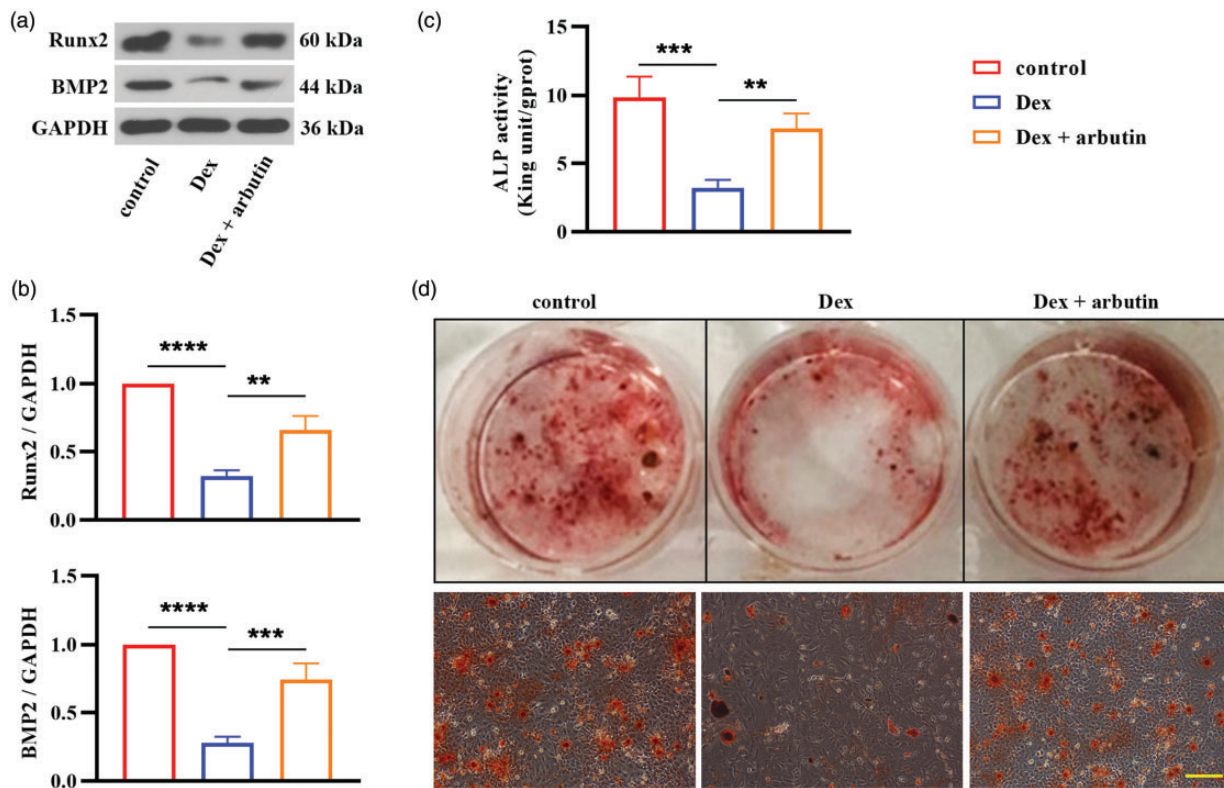 (a)
Runx2
60 kDa
BMP2
44 kDa
GAPDH
36 kDa
control
Dex
Dex + arbutin
(b)
1.5
1.0
0.5
0.0
Runx2 / GAPDH
****
**
1.5
1.0
0.5
0.0
BMP2 / GAPDH
****
***
(c)
15
10
5
0
ALP activity
(King unit/gprot)
***
**
control
Dex
Dex + arbutin
(d)
control
Dex
Dex + arbutin